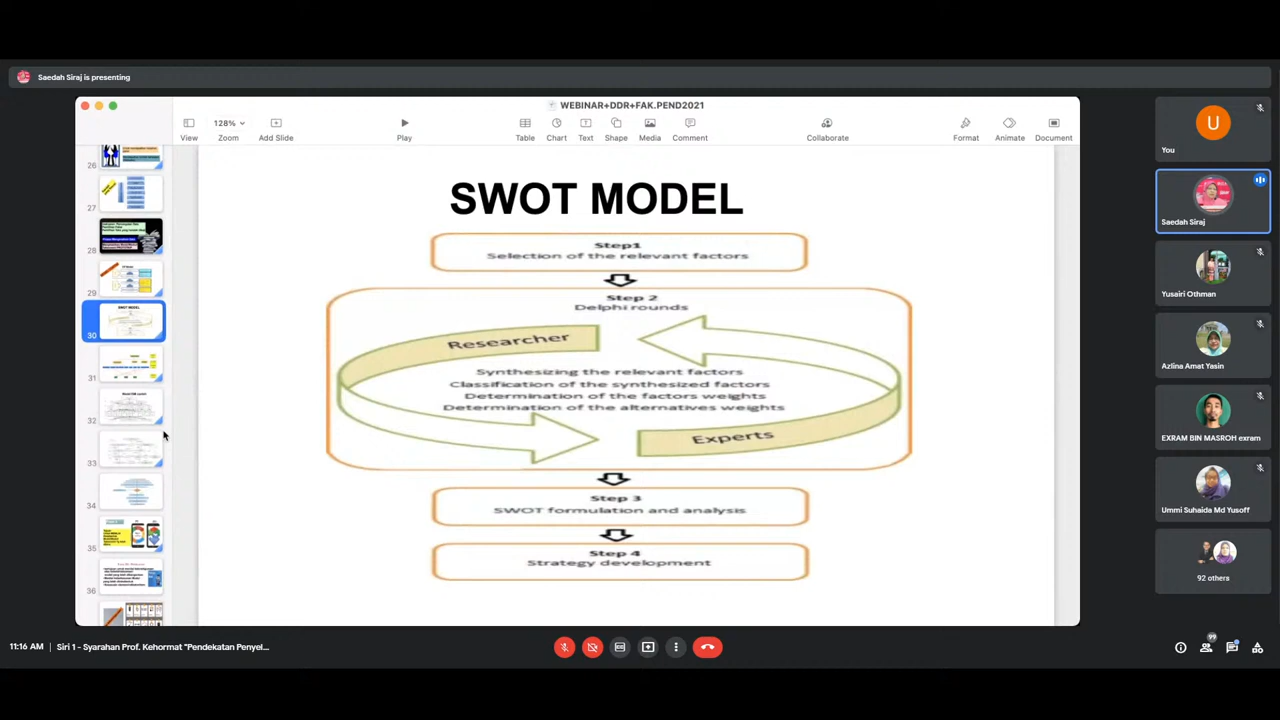 Saedah Siraj is presenting
WEBINAR+DDR+FAK.PEND2021
128%
View
Zoom
Add Slide
Play
Table
Chart
Text
Shape
Media
Comment
Collaborate
Format
Animate
Document
26
27
28
29
30
31
32
33
34
35
36
SWOT MODEL
Step1
Selection of the relevant factors
Step 2
Delphi rounds
Researcher
Synthesizing the relevant factors
Classification of the synthesized factors
Determination of the factors weights
Determination of the alternatives weights
Experts
Step 3
SWOT formulation and analysis
Step 4
Strategy development
U
You
Saedah Siraj
Yusairi Othman
Azlina Amat Yasin
EXRAM BIN MASROH exram
Ummi Suhaida Md Yusoff
92 others
11:16 AM
Siri 1 - Syarahan Prof. Kehormat "Pendekatan Penyel...
99